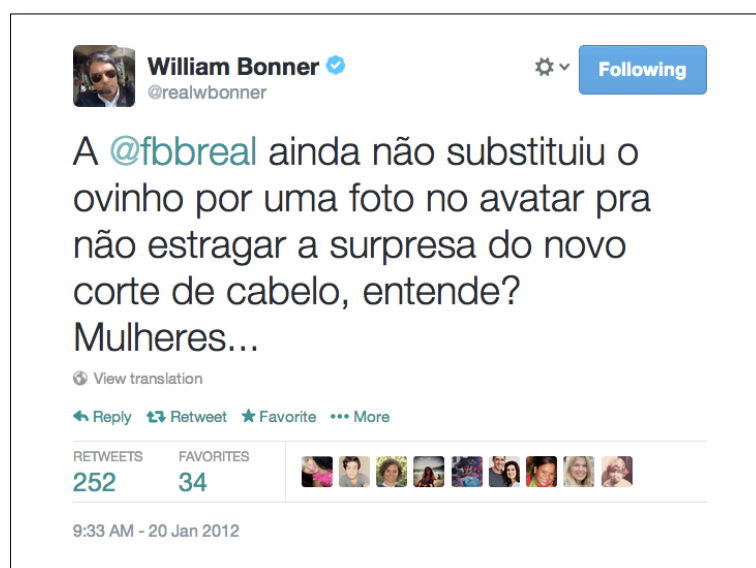 William Bonner
@realwbonner
Following
A @fbbreal ainda não substituiu o
ovinho por uma foto no avatar pra
não estragar a surpresa do novo
corte de cabelo, entende?
Mulheres...
View translation
Reply Retweet Favorite More
RETWEETS FAVORITES
252 34
9:33 AM - 20 Jan 2012